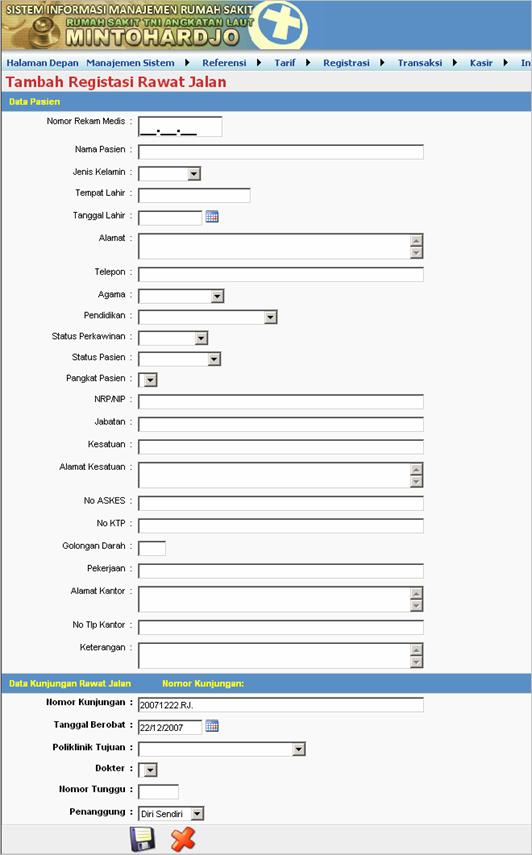 SISTEM INFORMASI MANAJEMEN RUMAH SAKIT
RUMAH SAKIT TNI ANGKATAN LAUT
MINTOHARDJO
Halaman Depan Manajemen Sistem Referensi Tarif Registrasi Transaksi Kasir In
Tambah Registasi Rawat Jalan
Data Pasien
Nomor Rekam Medis : __.__.__
Nama Pasien :
Jenis Kelamin :
Tempat Lahir :
Tanggal Lahir :
Alamat :
Telepon :
Agama :
Pendidikan :
Status Perkawinan :
Status Pasien :
Pangkat Pasien :
NRP/NIP :
Jabatan :
Kesatuan :
Alamat Kesatuan :
No ASKES :
No KTP :
Golongan Darah :
Pekerjaan :
Alamat Kantor :
No Tlp Kantor :
Keterangan :
Data Kunjungan Rawat Jalan Nomor Kunjungan:
Nomor Kunjungan : 20071222.RJ.
Tanggal Berobat : 22/12/2007
Poliklinik Tujuan :
Dokter :
Nomor Tunggu :
Penanggung : Diri Sendiri